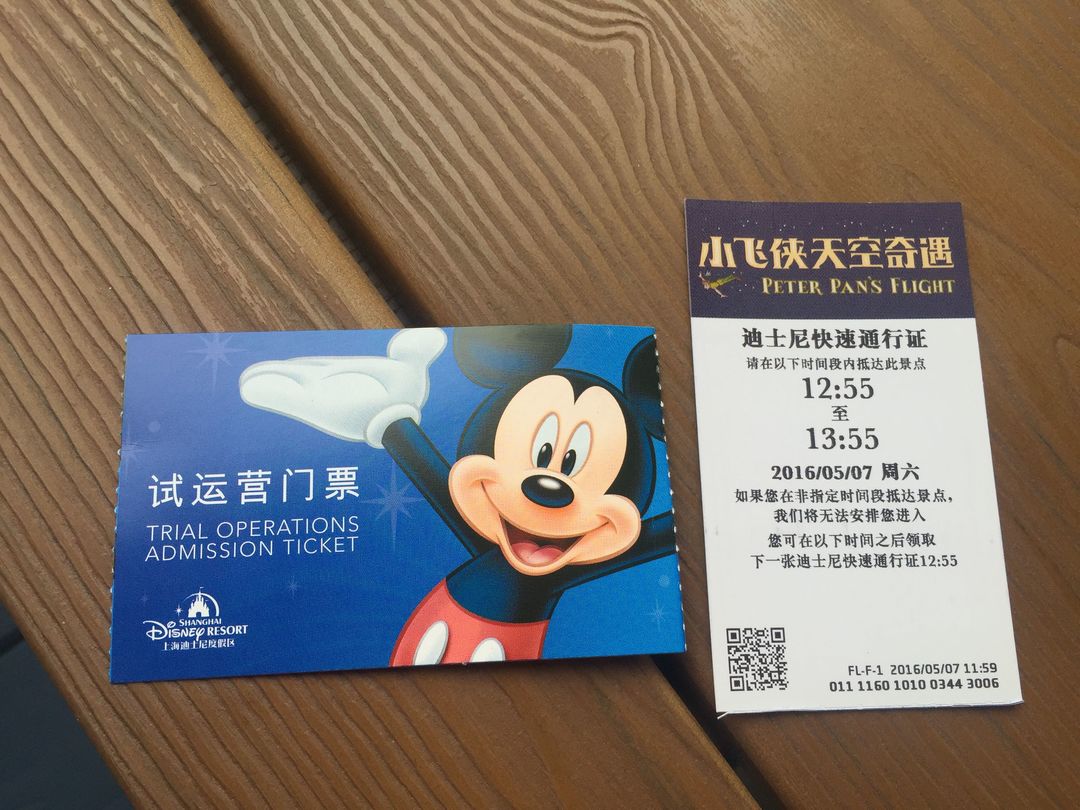 试运营门票
TRIAL OPERATIONS
ADMISSION TICKET
SHANGHAI
DISNEY RESORT
上海迪士尼度假区
小飞侠天空奇遇
PETER PAN'S FLIGHT
迪士尼快速通行证
请在以下时间段内抵达此景点
12:55
至
13:55
2016/05/07 周六
如果您在非指定时间段抵达景点，
我们将无法安排您进入
您可在以下时间之后领取
下一张迪士尼快速通行证12:55
FL-F-1 2016/05/07 11:59
011 1160 1010 0344 3006